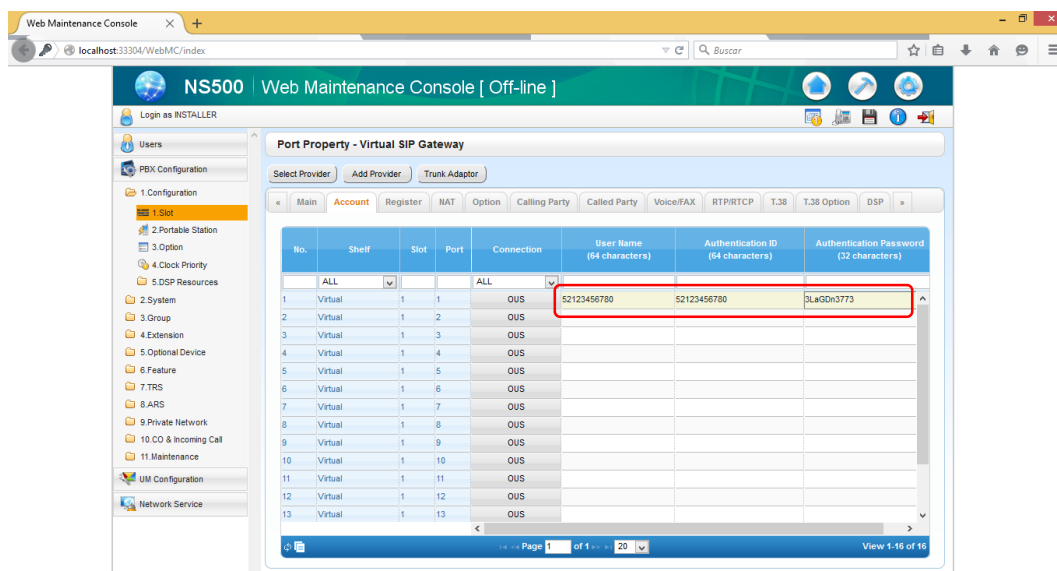 Web Maintenance Console
localhost:33304/WebMC/index
Buscar
NS500 Web Maintenance Console [ Off-line ]
Login as INSTALLER
Users
PBX Configuration
1.Configuration
1.Slot
2.Portable Station
3.Option
4.Clock Priority
5.DSP Resources
2.System
3.Group
4.Extension
5.Optional Device
6.Feature
7.TRS
8.ARS
9.Private Network
10.CO & Incoming Call
11.Maintenance
UM Configuration
Network Service
Port Property - Virtual SIP Gateway
Select Provider Add Provider Trunk Adaptor
« Main Account Register NAT Option Calling Party Called Party Voice/FAX RTP/RTCP T.38 T.38 Option DSP »
No. Shelf Slot Port Connection User Name (64 characters) Authentication ID (64 characters) Authentication Password (32 characters)
ALL ALL
1 Virtual 1 1 OUS 52123456780 52123456780 3LaGDn3773
2 Virtual 1 2 OUS
3 Virtual 1 3 OUS
4 Virtual 1 4 OUS
5 Virtual 1 5 OUS
6 Virtual 1 6 OUS
7 Virtual 1 7 OUS
8 Virtual 1 8 OUS
9 Virtual 1 9 OUS
10 Virtual 1 10 OUS
11 Virtual 1 11 OUS
12 Virtual 1 12 OUS
13 Virtual 1 13 OUS
Page 1 of 1 20 View 1-16 of 16